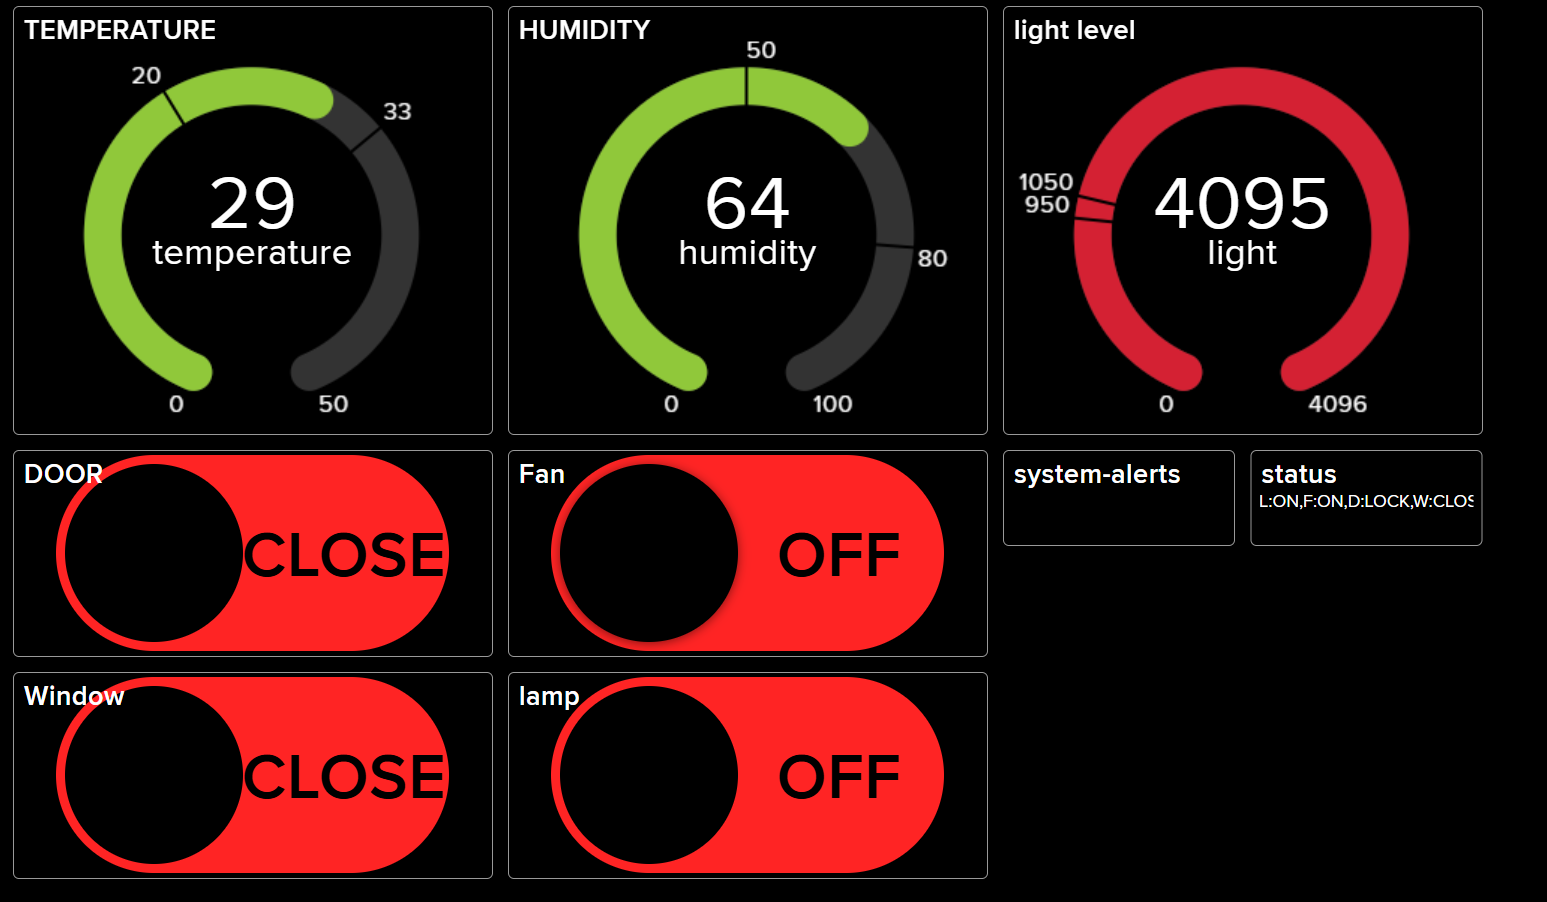 TEMPERATURE
20
33
29
temperature
0
50
HUMIDITY
50
80
64
humidity
0
100
light level
1050
950
4095
light
0
4096
DOOR
CLOSE
Fan
OFF
system-alerts
status
L:ON,F:ON,D:LOCK,W:CLOS
Window
CLOSE
lamp
OFF